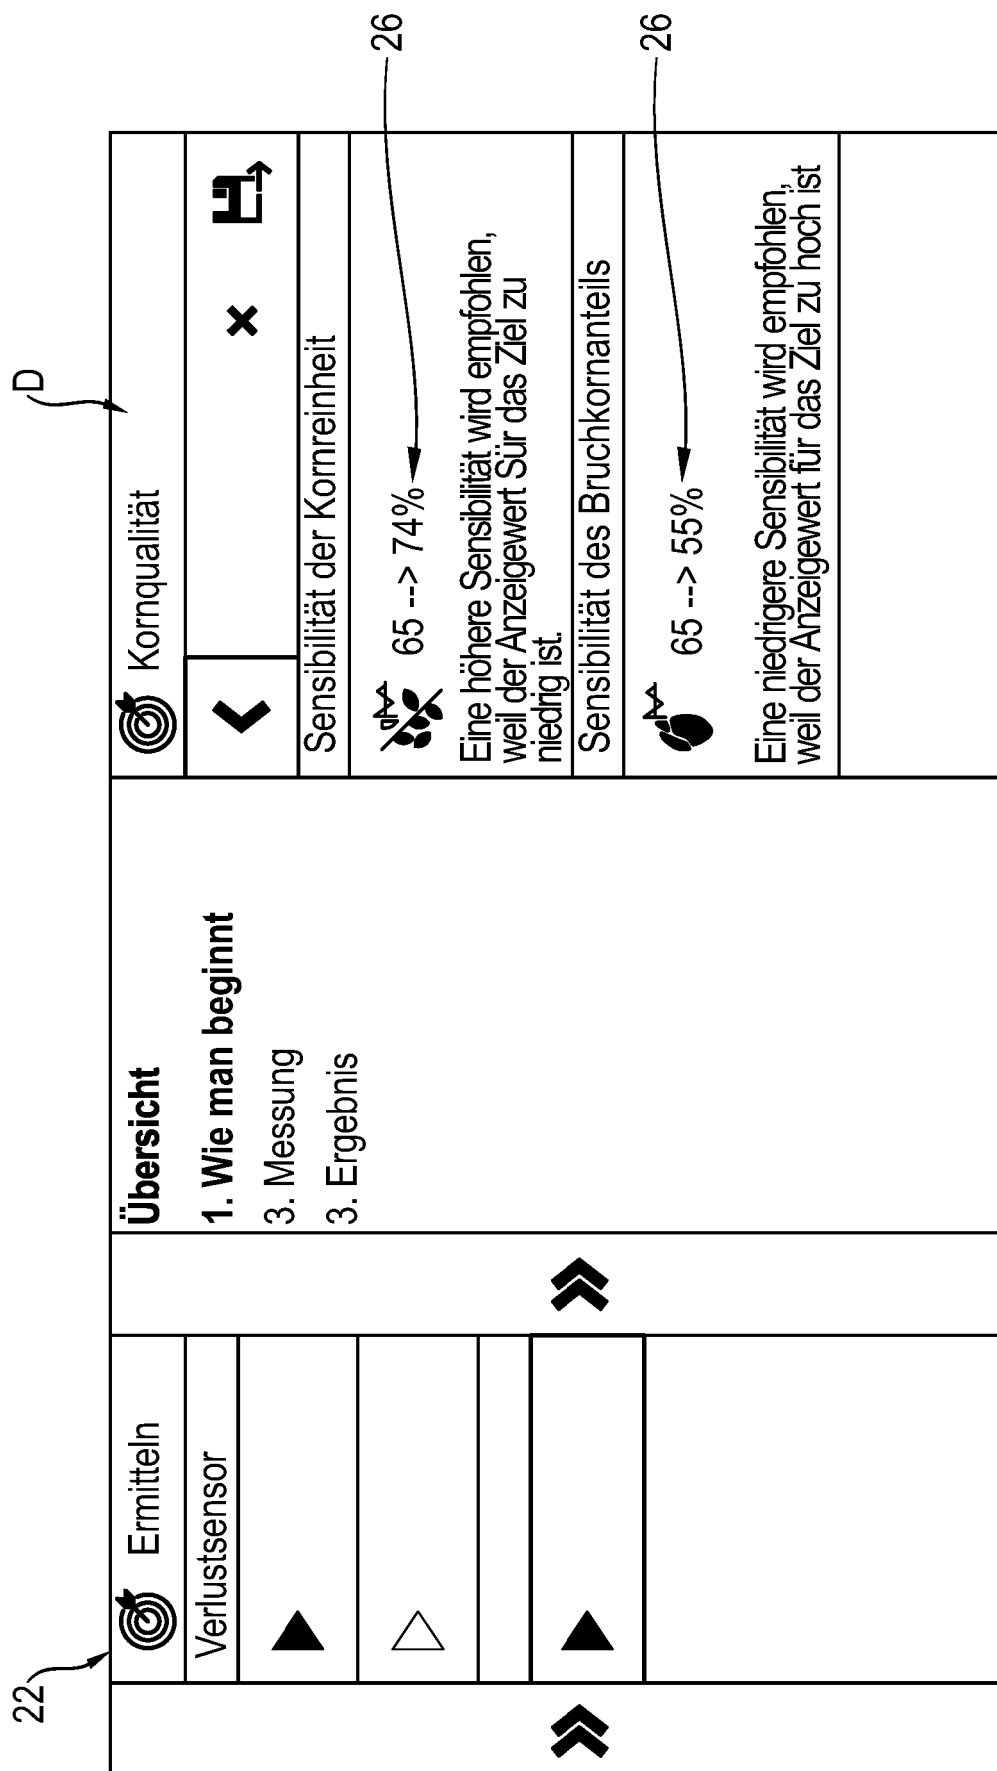 22
Ermitteln
Verlustsensor
Übersicht
1. Wie man beginnt
3. Messung
3. Ergebnis
D
Kornqualität
Sensibilität der Kornreinheit
65 --> 74%
26
Eine höhere Sensibilität wird empfohlen,
weil der Anzeigewert Sür das Ziel zu
niedrig ist.
Sensibilität des Bruchkornanteils
65 --> 55%
26
Eine niedrigere Sensibilität wird empfohlen,
weil der Anzeigewert für das Ziel zu hoch ist